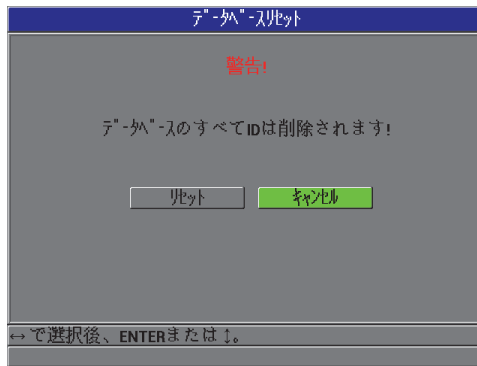 ﾃﾞｰﾀﾍﾞｰｽﾘｾｯﾄ
警告!
ﾃﾞｰﾀﾍﾞｰｽのすべてIDは削除されます!
ﾘｾｯﾄ ｷｬﾝｾﾙ
↔で選択後、ENTERまたは↕。